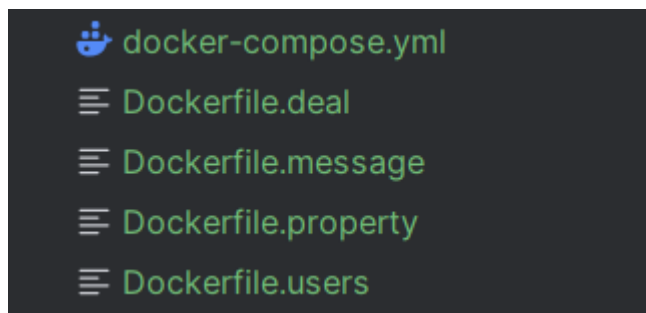 docker-compose.yml
Dockerfile.deal
Dockerfile.message
Dockerfile.property
Dockerfile.users